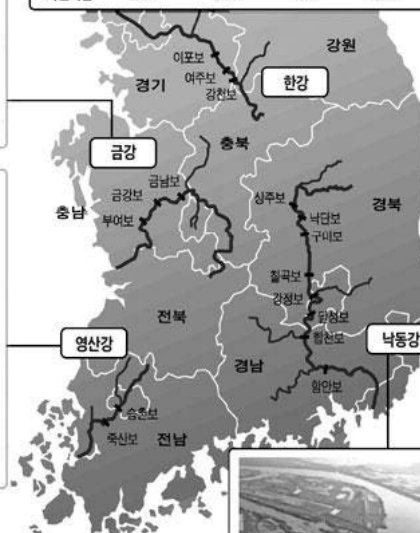 강원
이포보
여주보
강천보
경기
한강
충북
금강
금남보
금강보
부여보
충남
상주보
낙단보
구미보
경북
칠곡보
강정보
달성보
합천보
전북
영산강
낙동강
경남
함안보
승촌보
죽산보
전남